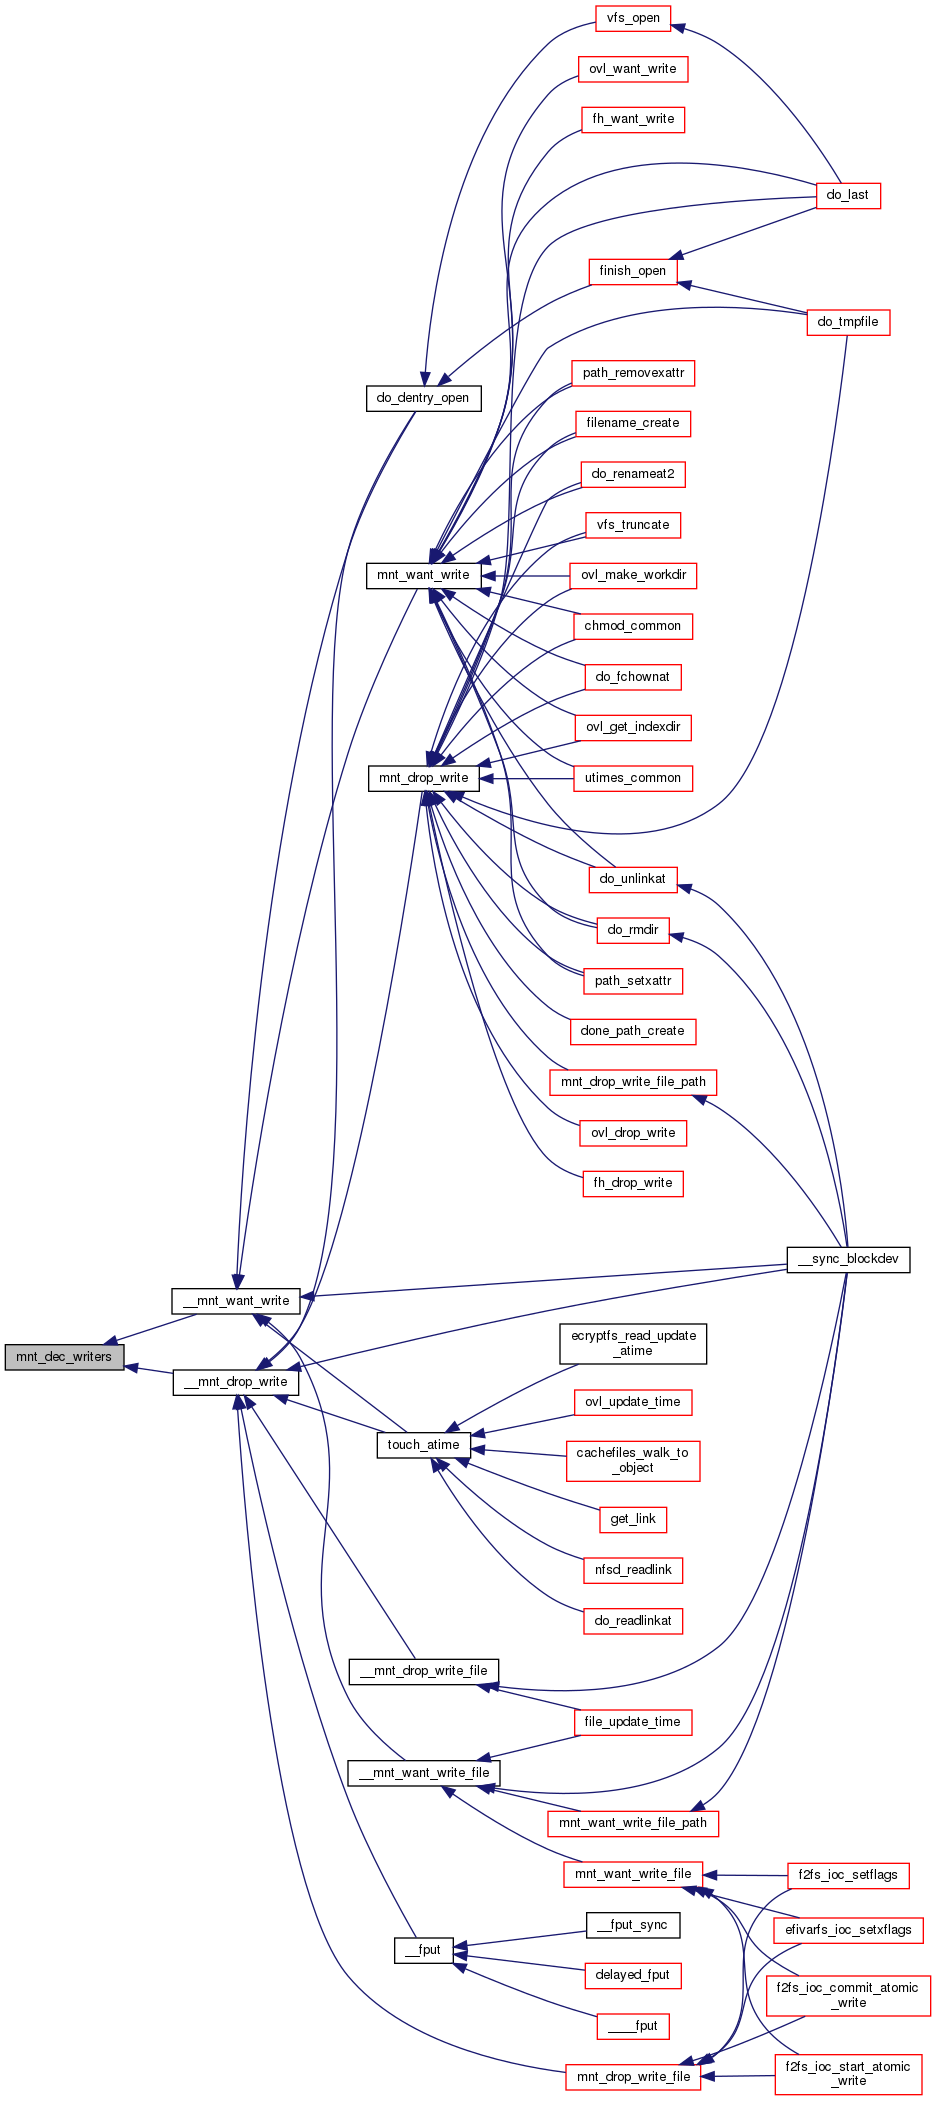 vfs_open
ovl_want_write
fh_want_write
do_last
finish_open
do_tmpfile
path_removexattr
do_dentry_open
filename_create
do_renameat2
vfs_truncate
mnt_want_write
ovl_make_workdir
chmod_common
do_fchownat
ovl_get_indexdir
mnt_drop_write
utimes_common
do_unlinkat
do_rmdir
path_setxattr
done_path_create
mnt_drop_write_file_path
ovl_drop_write
fh_drop_write
__sync_blockdev
__mnt_want_write
mnt_dec_writers
__mnt_drop_write
ecryptfs_read_update
_atime
ovl_update_time
touch_atime
cachefiles_walk_to
_object
get_link
nfsd_readlink
do_readlinkat
__mnt_drop_write_file
file_update_time
__mnt_want_write_file
mnt_want_write_file_path
mnt_want_write_file
f2fs_ioc_setflags
__fput_sync
efivarfs_ioc_setxflags
__fput
delayed_fput
f2fs_ioc_commit_atomic
_write
____fput
mnt_drop_write_file
f2fs_ioc_start_atomic
_write